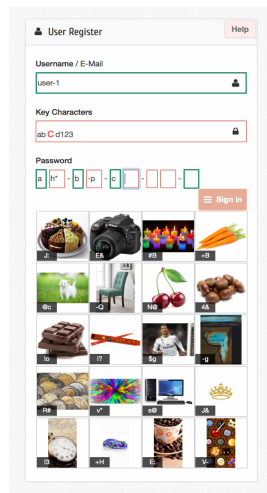 User Register
Help
Username / E-Mail
user-1
Key Characters
ab C d123
Password
a h* - b -p - c - -
Sign in
J: E& #B +B
@c -Q N@ 4&
!o i? $g -g
R# v* s@ J&
!3 +H E: V-